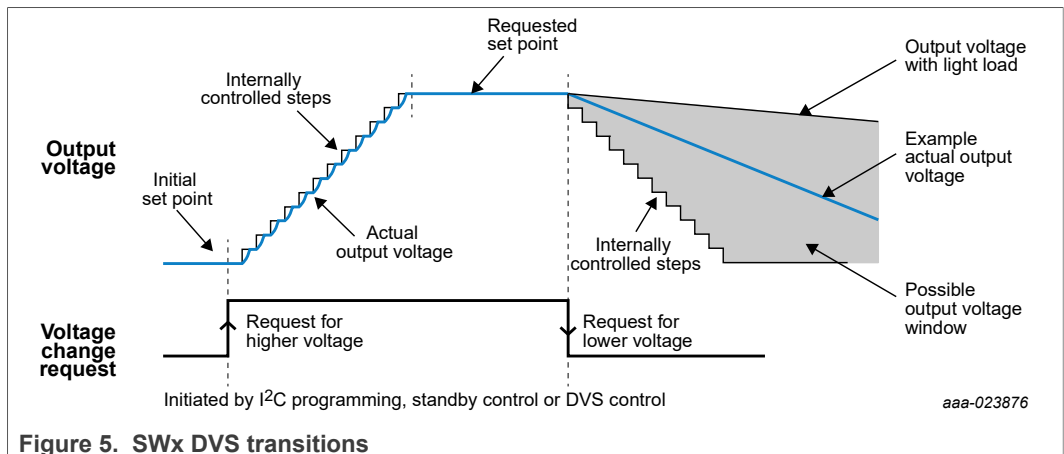 Requested
set point
Output voltage
with light load
Internally
controlled steps
Output
voltage
Example
actual output
voltage
Initial
set point
Actual
output voltage
Internally
controlled steps
Possible
output voltage
window
Voltage
change
request
Request for
higher voltage
Request for
lower voltage
Initiated by I²C programming, standby control or DVS control
aaa-023876
Figure 5. SWx DVS transitions